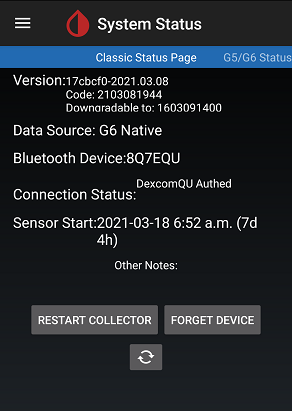 System Status
Classic Status Page
G5/G6 Status
Version:17cbcf0-2021.03.08
Code: 2103081944
Downgradable to: 1603091400
Data Source: G6 Native
Bluetooth Device:8Q7EQU
Connection Status: DexcomQU Authed
Sensor Start:2021-03-18 6:52 a.m. (7d
4h)
Other Notes:
RESTART COLLECTOR
FORGET DEVICE